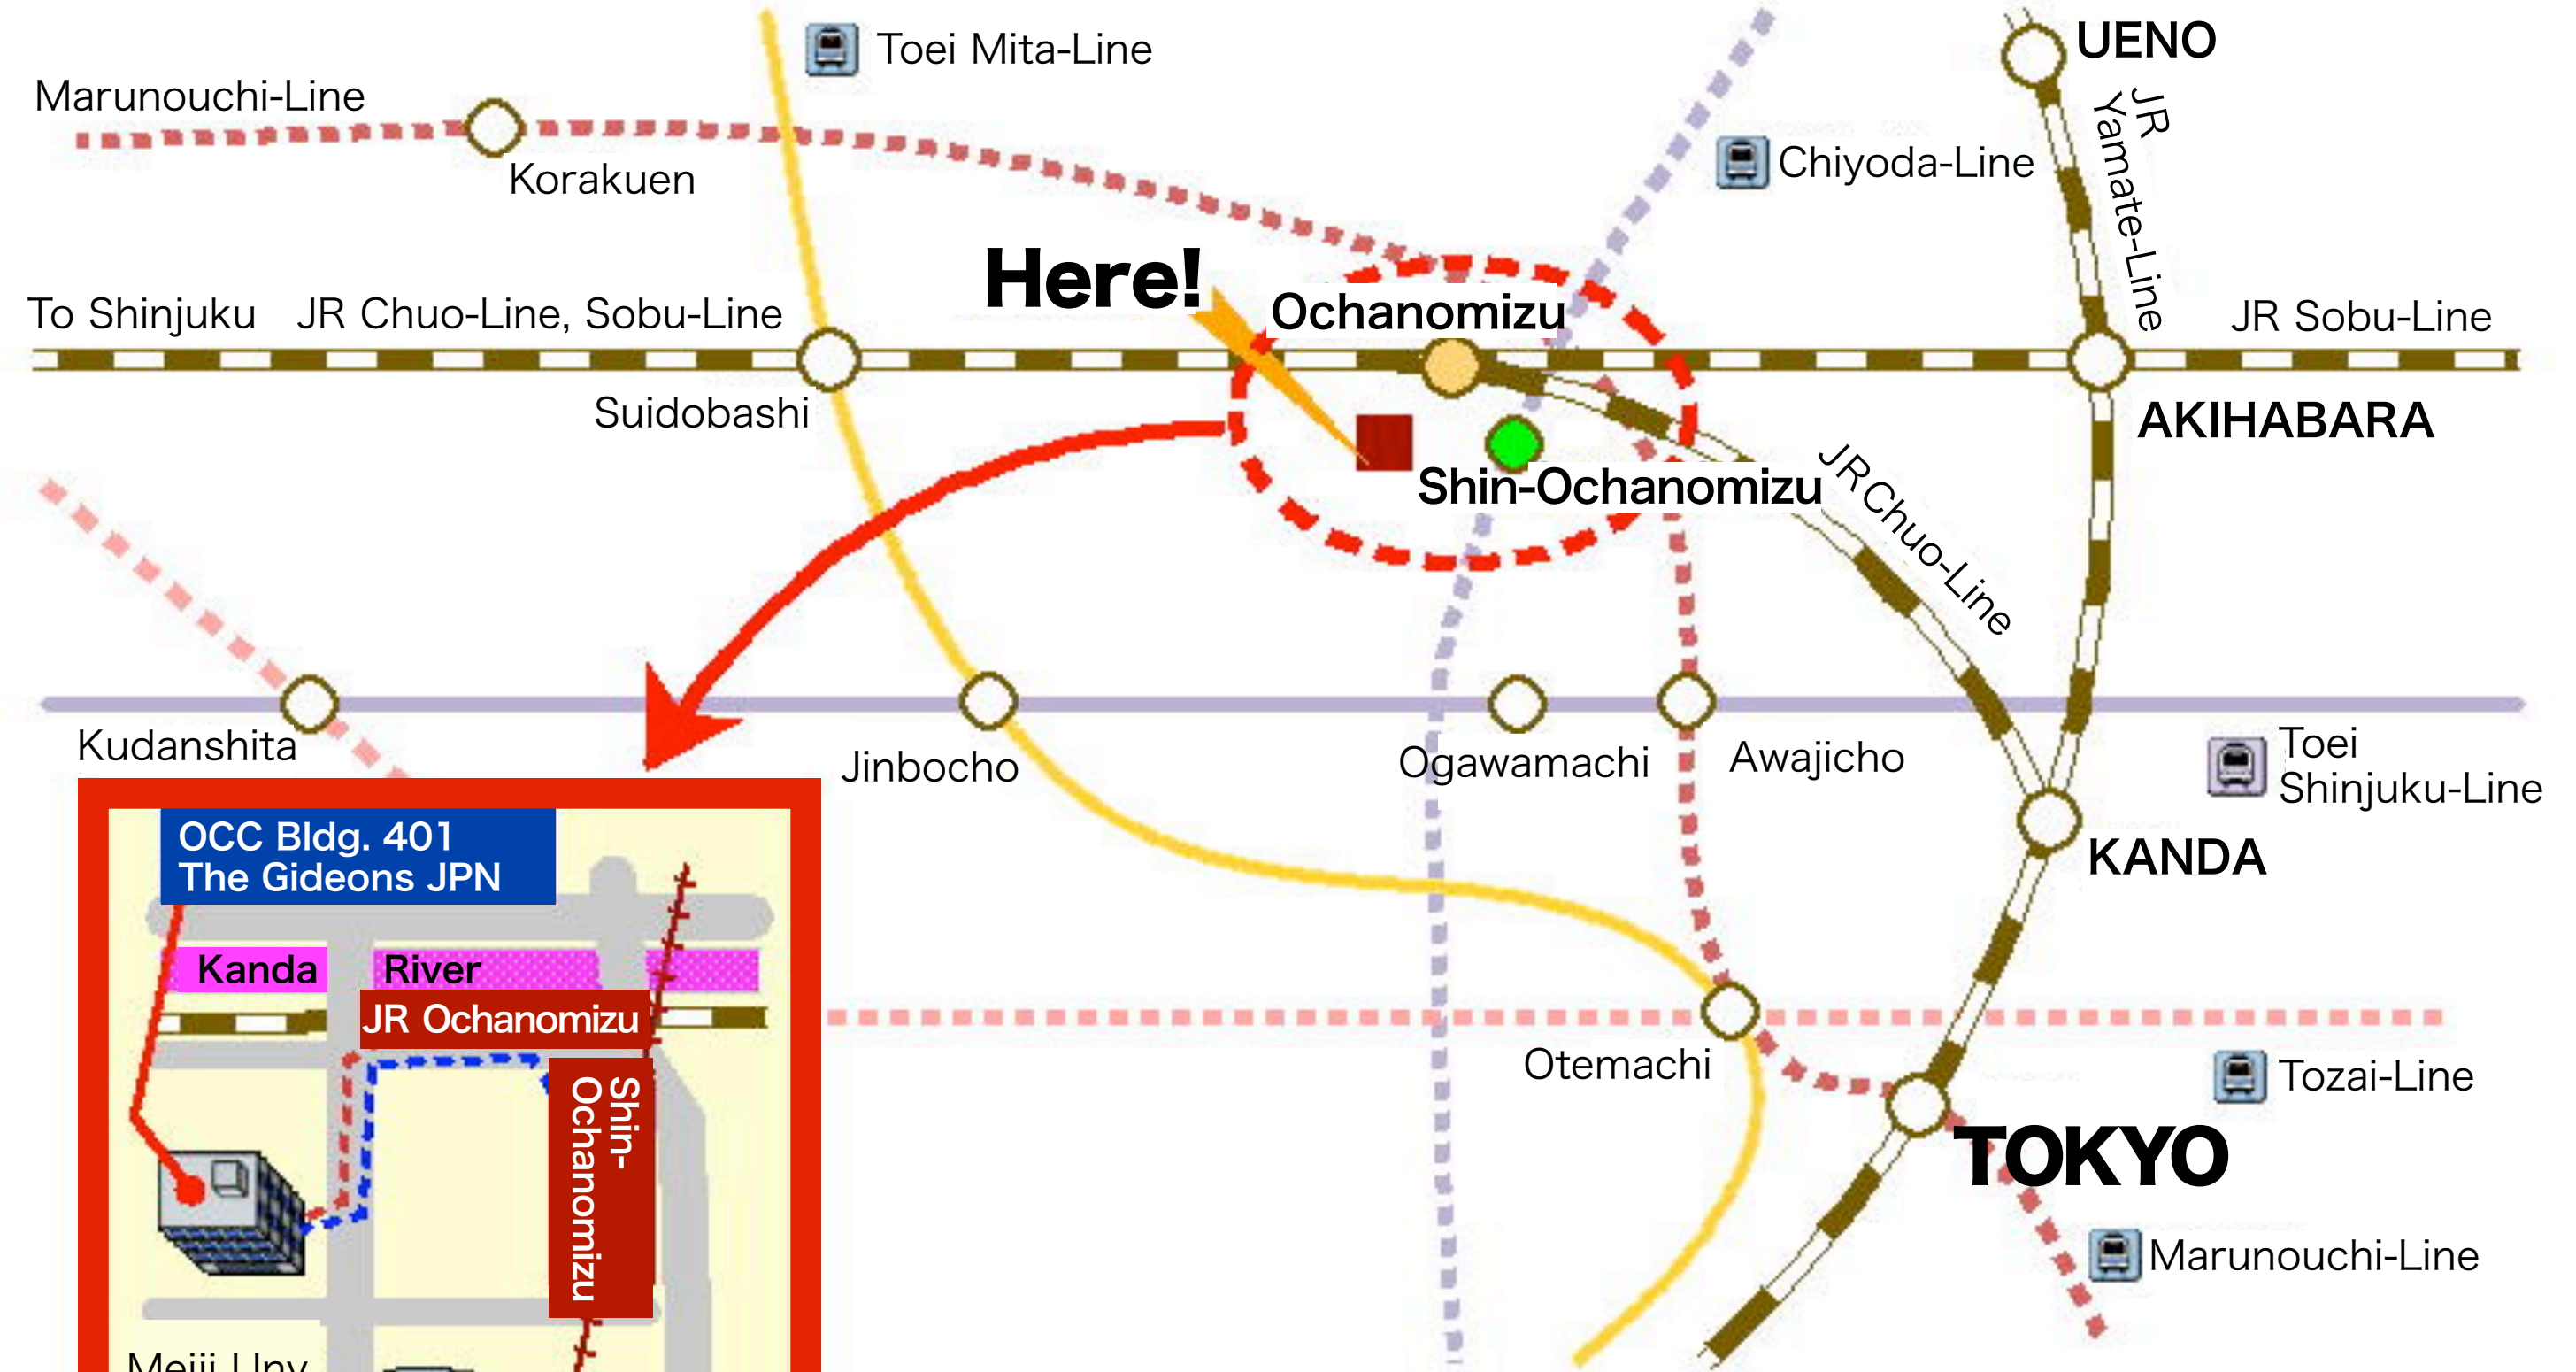 Toei Mita-Line
UENO
Marunouchi-Line
JR
Yamate-Line
Korakuen
Chiyoda-Line
Here!
Ochanomizu
To Shinjuku JR Chuo-Line, Sobu-Line
JR Sobu-Line
Suidobashi
AKIHABARA
Shin-Ochanomizu
JR Chuo-Line
Kudanshita
Jinbocho
Ogawamachi
Awajicho
Toei
Shinjuku-Line
KANDA
OCC Bldg. 401
The Gideons JPN
Kanda River
JR Ochanomizu
Shin-
Ochanomizu
Otemachi
Tozai-Line
TOKYO
Marunouchi-Line
Meiji Unv